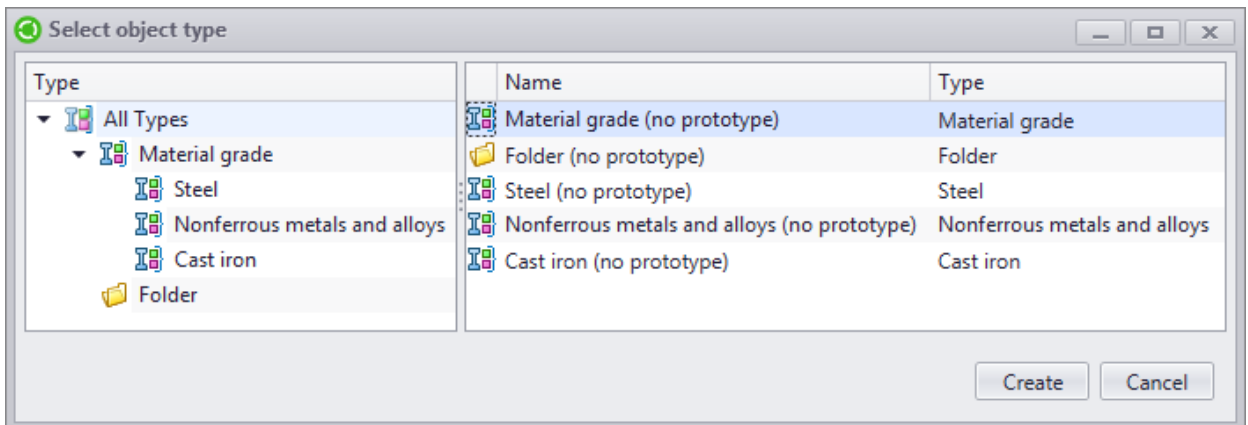 Select object type
Type
All Types
Material grade
Steel
Nonferrous metals and alloys
Cast iron
Folder
Name Type
Material grade (no prototype) Material grade
Folder (no prototype) Folder
Steel (no prototype) Steel
Nonferrous metals and alloys (no prototype) Nonferrous metals and alloys
Cast iron (no prototype) Cast iron
Create Cancel